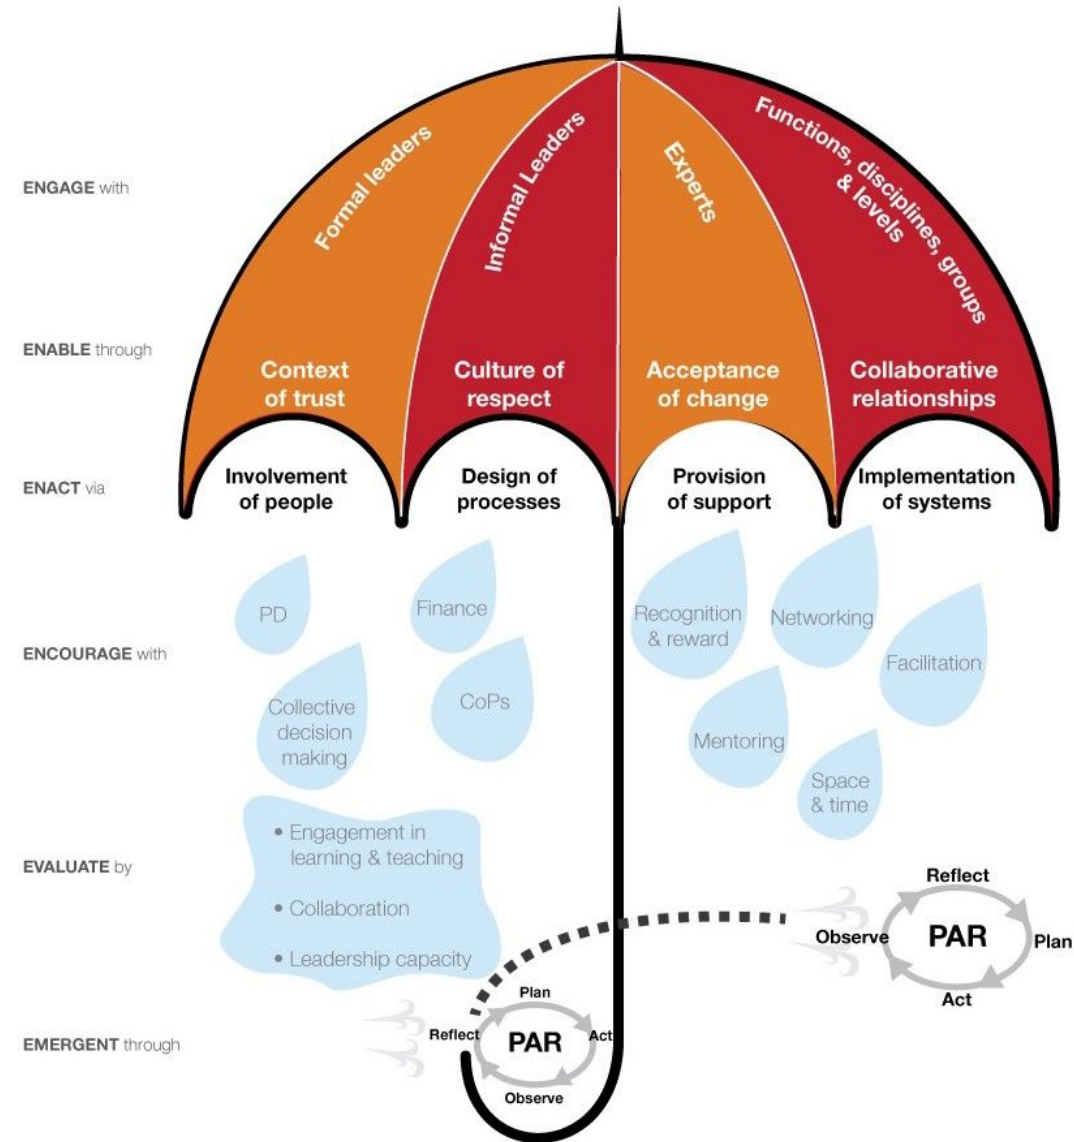 ENGAGE with
Formal leaders
Informal Leaders
Experts
Functions, disciplines, groups
& levels
ENABLE through
Context
of trust
Culture of
respect
Acceptance
of change
Collaborative
relationships
ENACT via
Involvement
of people
Design of
processes
Provision
of support
Implementation
of systems
ENCOURAGE with
PD
Finance
Recognition
& reward
Networking
Facilitation
Collective
decision
making
CoPs
Mentoring
Space
& time
EVALUATE by
• Engagement in
learning & teaching
• Collaboration
• Leadership capacity
Reflect
Observe
PAR
Plan
Act
EMERGENT through
Plan
Reflect
PAR
Act
Observe